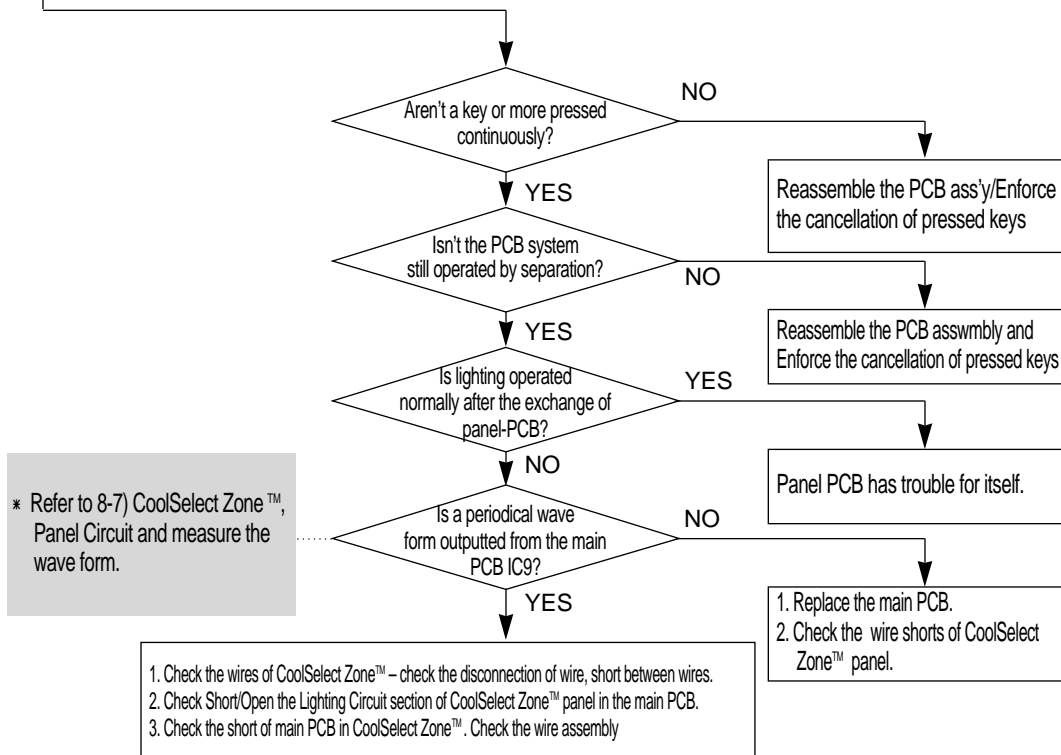 Aren't a key or more pressed
continuously?
NO
Reassemble the PCB ass'y/Enforce
the cancellation of pressed keys
YES
Isn't the PCB system
still operated by separation?
NO
Reassemble the PCB asswmbly and
Enforce the cancellation of pressed keys
YES
Is lighting operated
normally after the exchange of
panel-PCB?
YES
Panel PCB has trouble for itself.
NO
* Refer to 8-7) CoolSelect Zone ™,
Panel Circuit and measure the
wave form.
Is a periodical wave
form outputted from the main
PCB IC9?
NO
1. Replace the main PCB.
2. Check the wire shorts of CoolSelect
Zone™ panel.
YES
1. Check the wires of CoolSelect Zone™ – check the disconnection of wire, short between wires.
2. Check Short/Open the Lighting Circuit section of CoolSelect Zone™ panel in the main PCB.
3. Check the short of main PCB in CoolSelect Zone™. Check the wire assembly